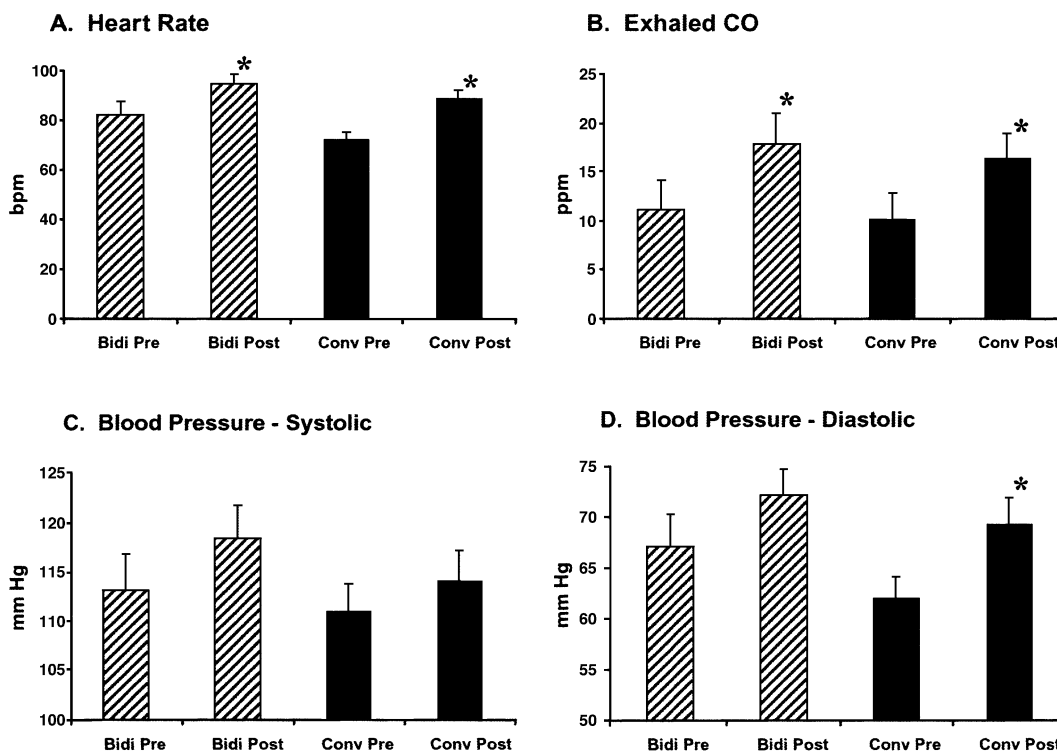 A. Heart Rate
100
80
60
40
20
0
bpm
*
*
Bidi Pre Bidi Post Conv Pre Conv Post
B. Exhaled CO
25
20
15
10
5
0
ppm
*
*
Bidi Pre Bidi Post Conv Pre Conv Post
C. Blood Pressure - Systolic
125
120
115
110
105
100
mm Hg
Bidi Pre Bidi Post Conv Pre Conv Post
D. Blood Pressure - Diastolic
75
70
65
60
55
50
mm Hg
*
Bidi Pre Bidi Post Conv Pre Conv Post